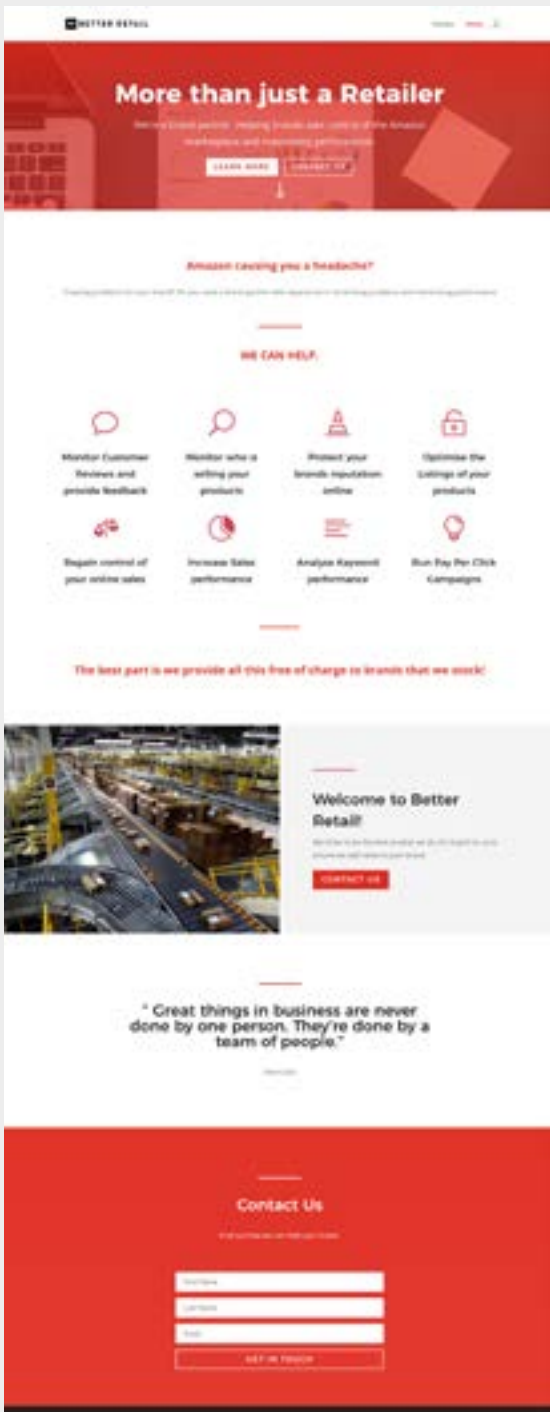 BETTER RETAIL
More than just a Retailer
LEARN MORE
CONTACT US
Amazon causing you a headache?
WE CAN HELP.
Monitor Customer
Reviews and
provide feedback
Monitor who is
selling your
products
Protect your
brands reputation
online
Optimise the
Listings of your
products
Regain control of
your online sales
Increase Sales
performance
Analyse Keyword
performance
Run Pay Per Click
Campaigns
The best part is we provide all this free of charge to brands that we stock!
Welcome to Better
Retail!
CONTACT US
" Great things in business are never
done by one person. They're done by a
team of people."
Contact Us
First Name
Last Name
Email
GET IN TOUCH